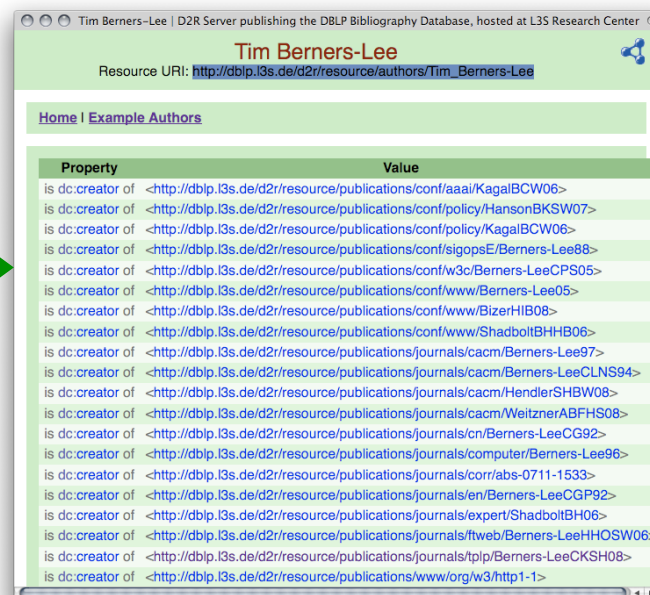 Tim Berners-Lee | D2R Server publishing the DBLP Bibliography Database, hosted at L3S Research Center
Tim Berners-Lee
Resource URI: http://dblp.l3s.de/d2r/resource/authors/Tim_Berners-Lee
Home | Example Authors
Property Value
is dc:creator of <http://dblp.l3s.de/d2r/resource/publications/conf/aaai/KagalBCW06>
is dc:creator of <http://dblp.l3s.de/d2r/resource/publications/conf/policy/HansonBKSW07>
is dc:creator of <http://dblp.l3s.de/d2r/resource/publications/conf/policy/KagalBCW06>
is dc:creator of <http://dblp.l3s.de/d2r/resource/publications/conf/sigopsE/Berners-Lee88>
is dc:creator of <http://dblp.l3s.de/d2r/resource/publications/conf/w3c/Berners-LeeCPS05>
is dc:creator of <http://dblp.l3s.de/d2r/resource/publications/conf/www/Berners-Lee05>
is dc:creator of <http://dblp.l3s.de/d2r/resource/publications/conf/www/BizerHIB08>
is dc:creator of <http://dblp.l3s.de/d2r/resource/publications/conf/www/ShadboltBHHB06>
is dc:creator of <http://dblp.l3s.de/d2r/resource/publications/journals/cacm/Berners-Lee97>
is dc:creator of <http://dblp.l3s.de/d2r/resource/publications/journals/cacm/Berners-LeeCLNS94>
is dc:creator of <http://dblp.l3s.de/d2r/resource/publications/journals/cacm/HendlerSHBW08>
is dc:creator of <http://dblp.l3s.de/d2r/resource/publications/journals/cacm/WeitznerABFHS08>
is dc:creator of <http://dblp.l3s.de/d2r/resource/publications/journals/cn/Berners-LeeCG92>
is dc:creator of <http://dblp.l3s.de/d2r/resource/publications/journals/computer/Berners-Lee96>
is dc:creator of <http://dblp.l3s.de/d2r/resource/publications/journals/corr/abs-0711-1533>
is dc:creator of <http://dblp.l3s.de/d2r/resource/publications/journals/en/Berners-LeeCGP92>
is dc:creator of <http://dblp.l3s.de/d2r/resource/publications/journals/expert/ShadboltBH06>
is dc:creator of <http://dblp.l3s.de/d2r/resource/publications/journals/ftweb/Berners-LeeHHOSW06>
is dc:creator of <http://dblp.l3s.de/d2r/resource/publications/journals/tplp/Berners-LeeCKSH08>
is dc:creator of <http://dblp.l3s.de/d2r/resource/publications/www/org/w3/http1-1>